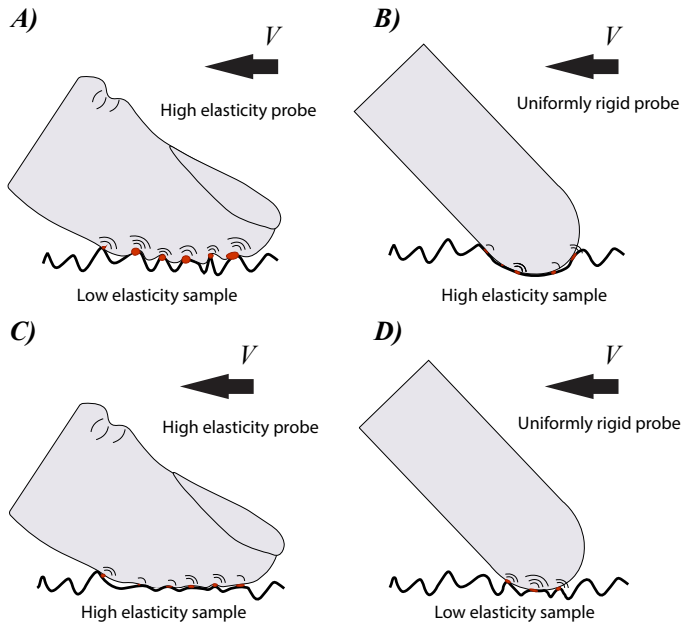 A)
V
High elasticity probe
Low elasticity sample
B)
V
Uniformly rigid probe
High elasticity sample
C)
V
High elasticity probe
High elasticity sample
D)
V
Uniformly rigid probe
Low elasticity sample